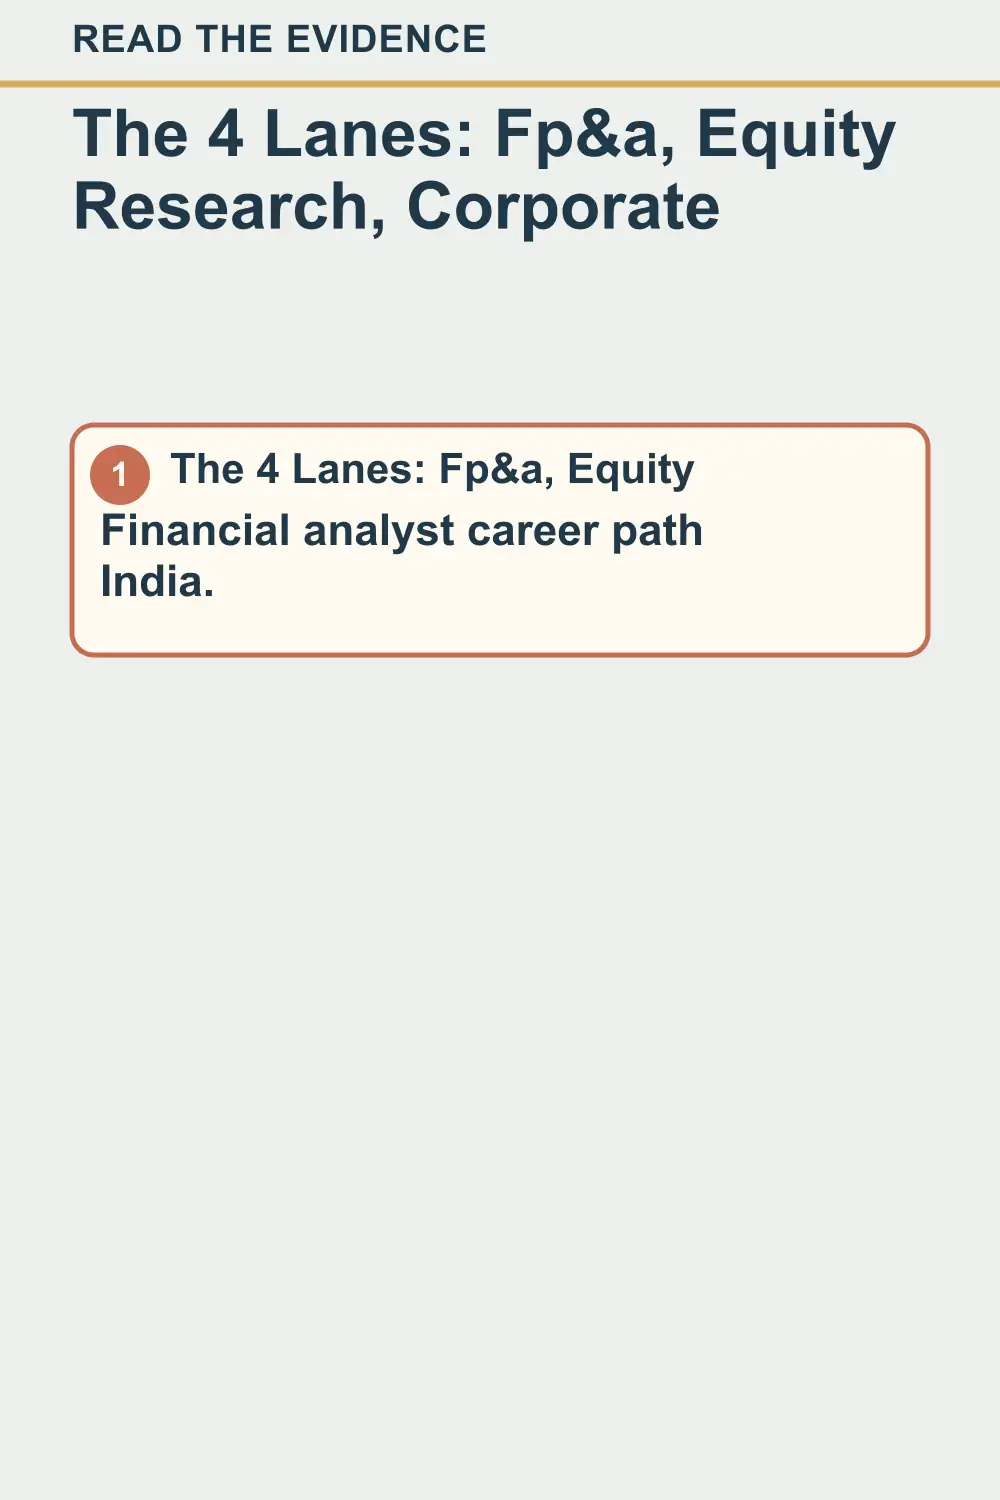 READ THE EVIDENCE
The 4 Lanes: Fp&a, Equity
Research, Corporate
1 The 4 Lanes: Fp&a, Equity
Financial analyst career path
India.